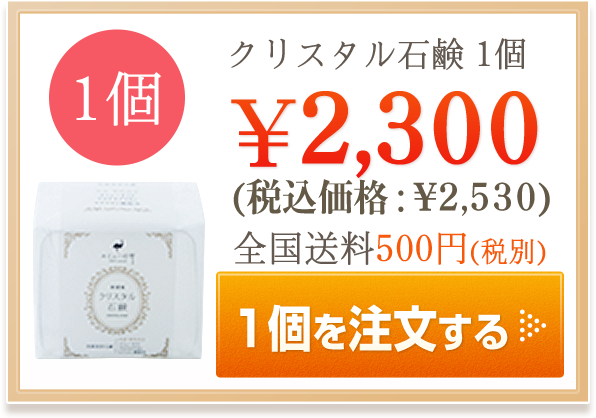 1個
クリスタル石鹸 1個
¥2,300
(税込価格:¥2,530)
全国送料500円(税別)
1個を注文する
クリスタル
石鹸